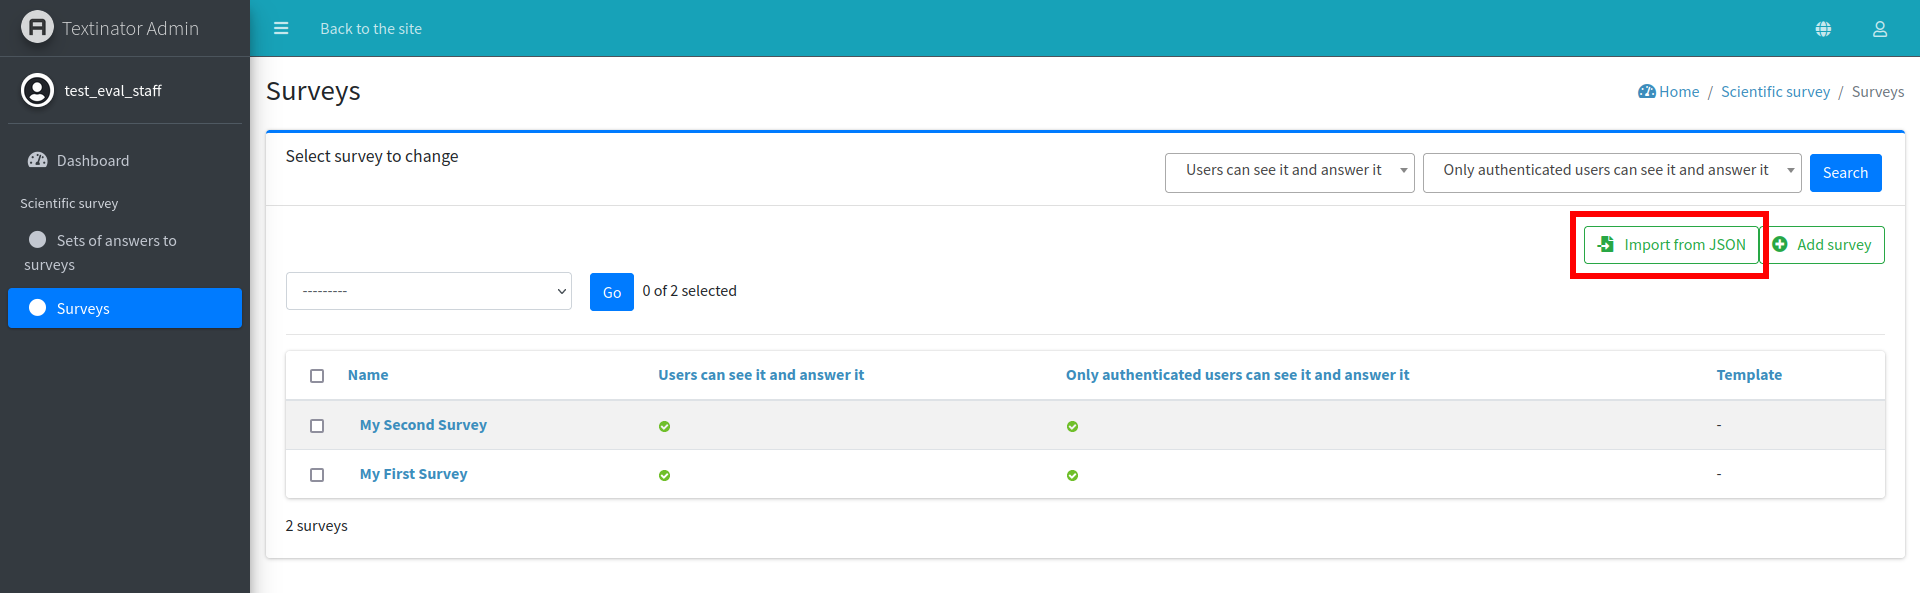 Textinator Admin
Back to the site
test_eval_staff
Dashboard
Scientific survey
Sets of answers to
surveys
Surveys
Surveys
Home / Scientific survey / Surveys
Select survey to change
Users can see it and answer it
Only authenticated users can see it and answer it
Search
Import from JSON
Add survey
---------
Go
0 of 2 selected
Name Users can see it and answer it Only authenticated users can see it and answer it Template
My Second Survey -
My First Survey -
2 surveys